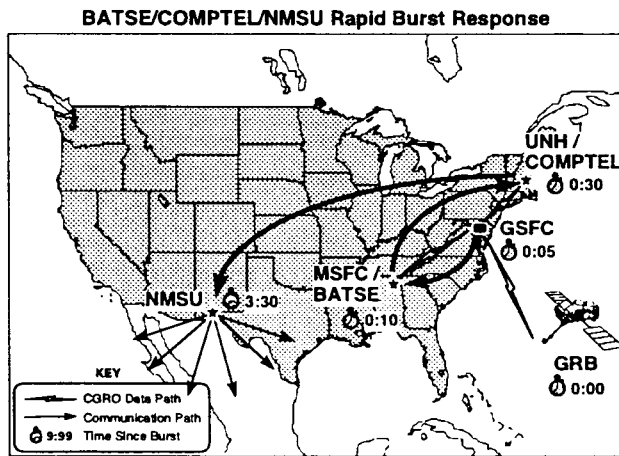 BATSE/COMPTEL/NMSU Rapid Burst Response
UNH /
COMPTEL
0:30
GSFC
0:05
MSFC /
BATSE
0:10
NMSU
3:30
GRB
0:00
KEY
CGRO Data Path
Communication Path
9:99 Time Since Burst